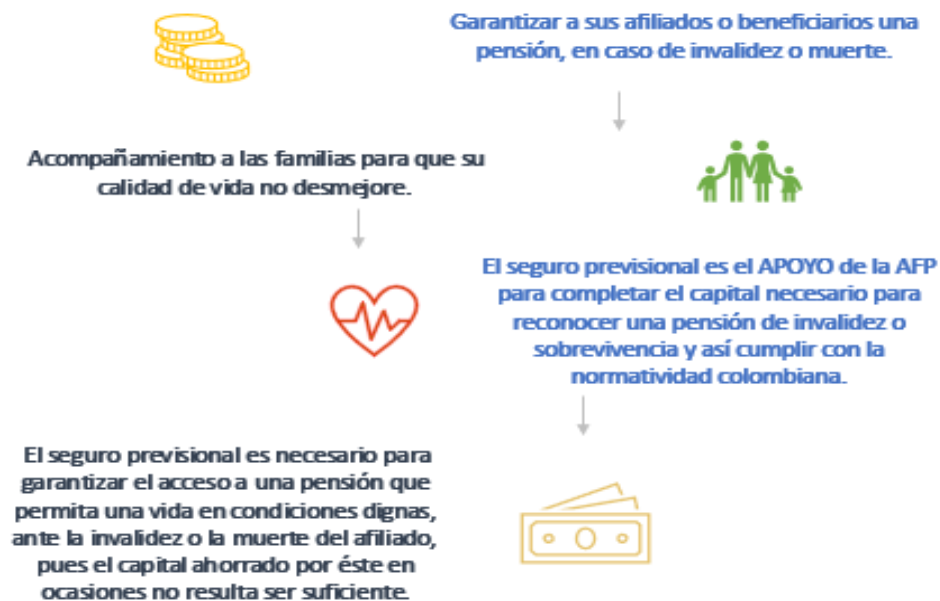 Garantizar a sus afiliados o beneficiarios una
pensión, en caso de invalidez o muerte.
Acompañamiento a las familias para que su
calidad de vida no desmejore.
El seguro previsional es el APOYO de la AFP
para completar el capital necesario para
reconocer una pensión de invalidez o
sobrevivencia y así cumplir con la
normatividad colombiana.
El seguro previsional es necesario para
garantizar el acceso a una pensión que
permita una vida en condiciones dignas,
ante la invalidez o la muerte del afiliado,
pues el capital ahorrado por éste en
ocasiones no resulta ser suficiente.